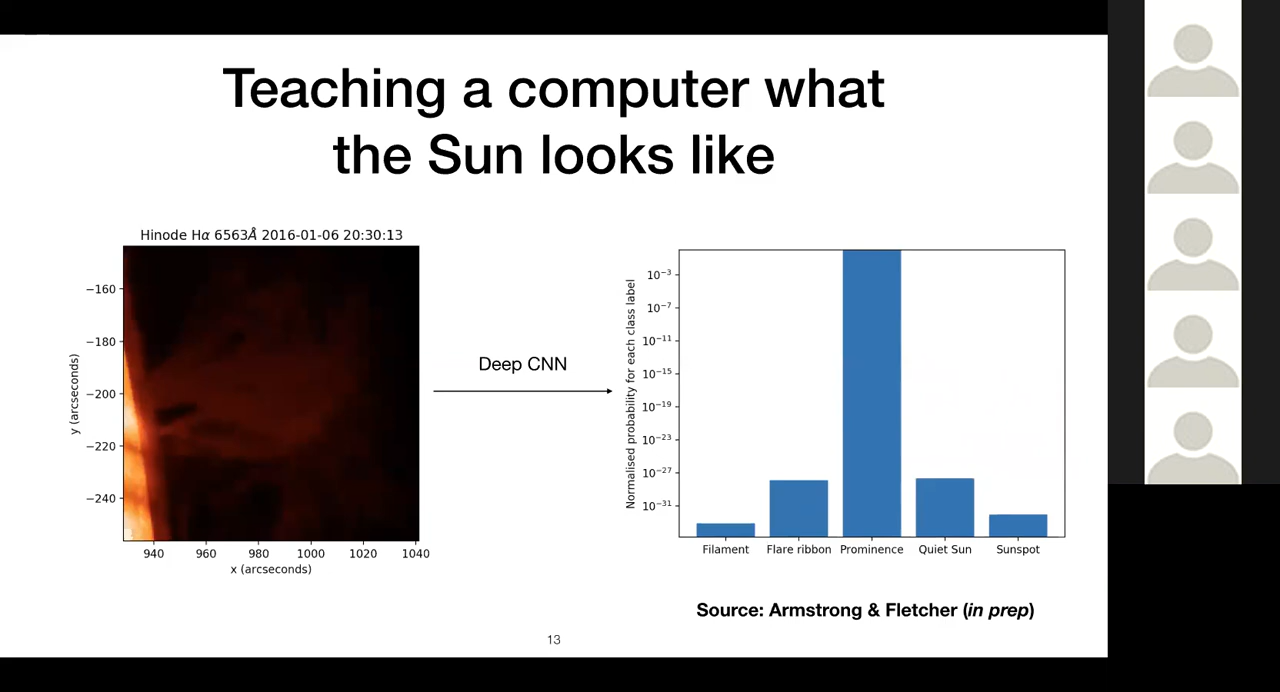 Teaching a computer what
the Sun looks like
Hinode Hα 6563Å 2016-01-06 20:30:13
y (arcseconds)
−160
−180
−200
−220
−240
940 960 980 1000 1020 1040
x (arcseconds)
Deep CNN
Normalised probability for each class label
10⁻³
10⁻⁷
10⁻¹¹
10⁻¹⁵
10⁻¹⁹
10⁻²³
10⁻²⁷
10⁻³¹
Filament Flare ribbon Prominence Quiet Sun Sunspot
Source: Armstrong & Fletcher (in prep)
13